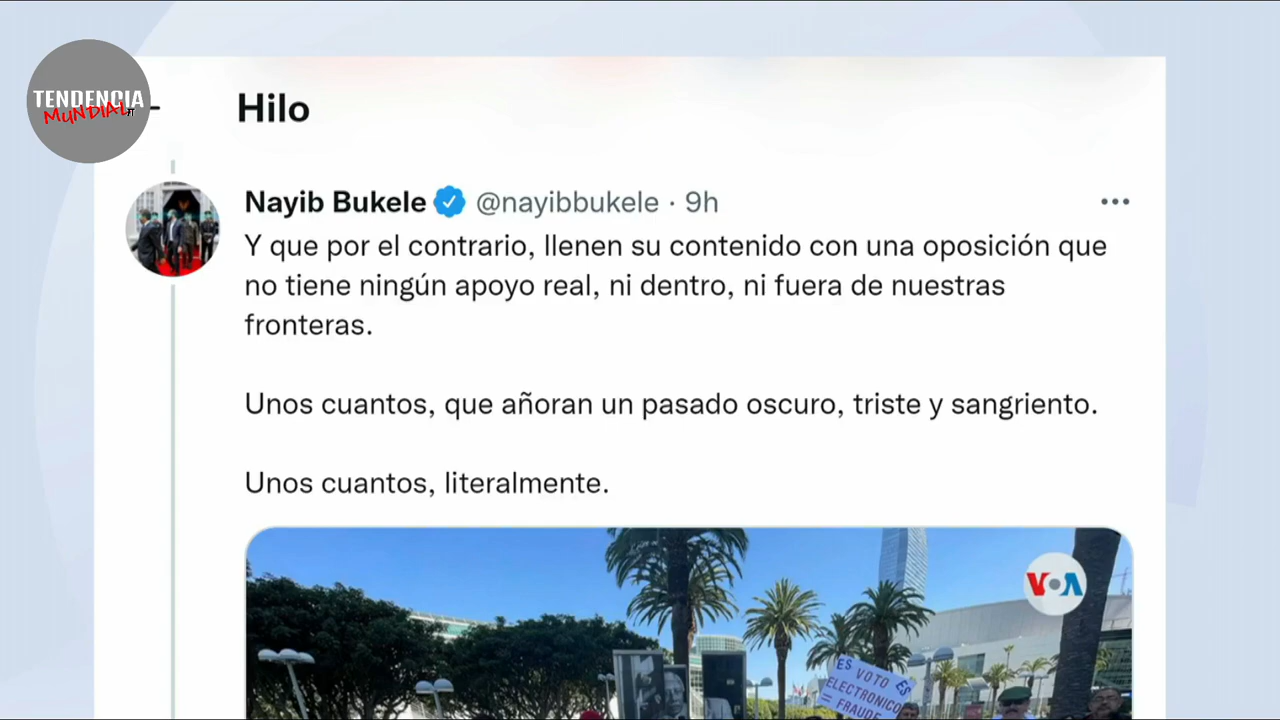 TENDENCIA
MUNDIAL
Hilo
Nayib Bukele @nayibbukele · 9h
Y que por el contrario, llenen su contenido con una oposición que
no tiene ningún apoyo real, ni dentro, ni fuera de nuestras
fronteras.
Unos cuantos, que añoran un pasado oscuro, triste y sangriento.
Unos cuantos, literalmente.
VOA
ES VOTO ES
ELECTRONICO
= FRAUDE